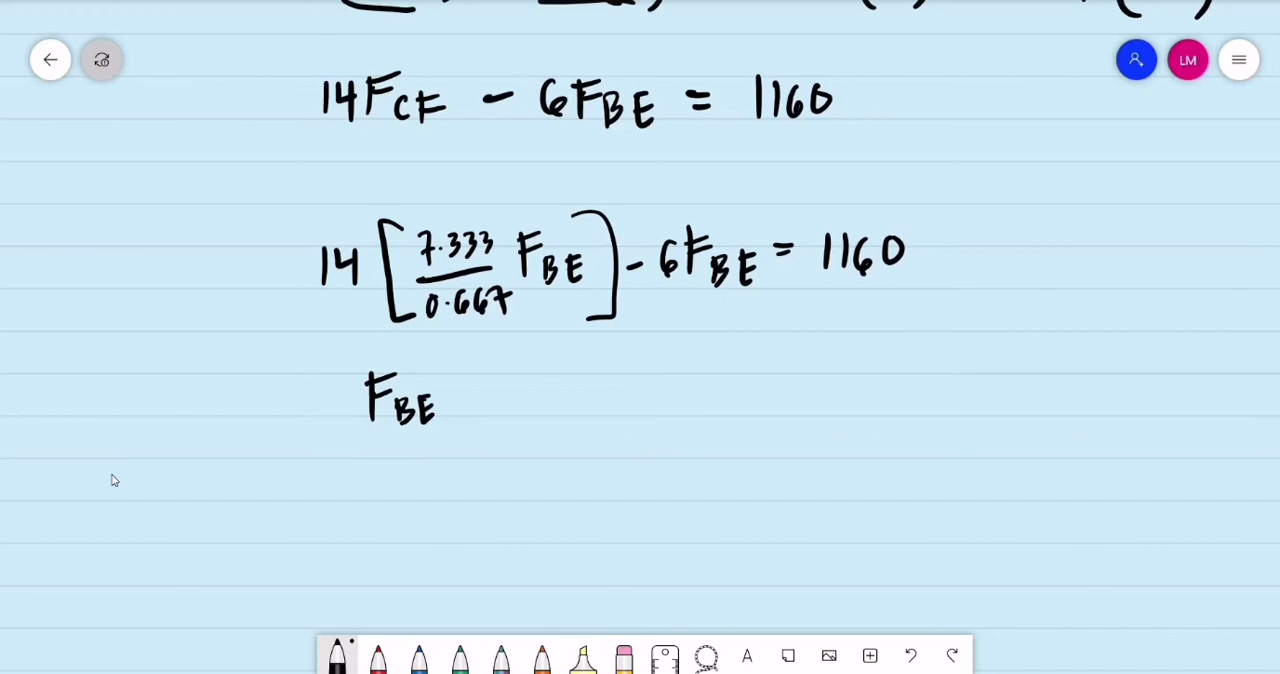 LM
14F_CF - 6F_BE = 1160
14 [7.333/0.667 F_BE] - 6F_BE = 1160
F_BE
A